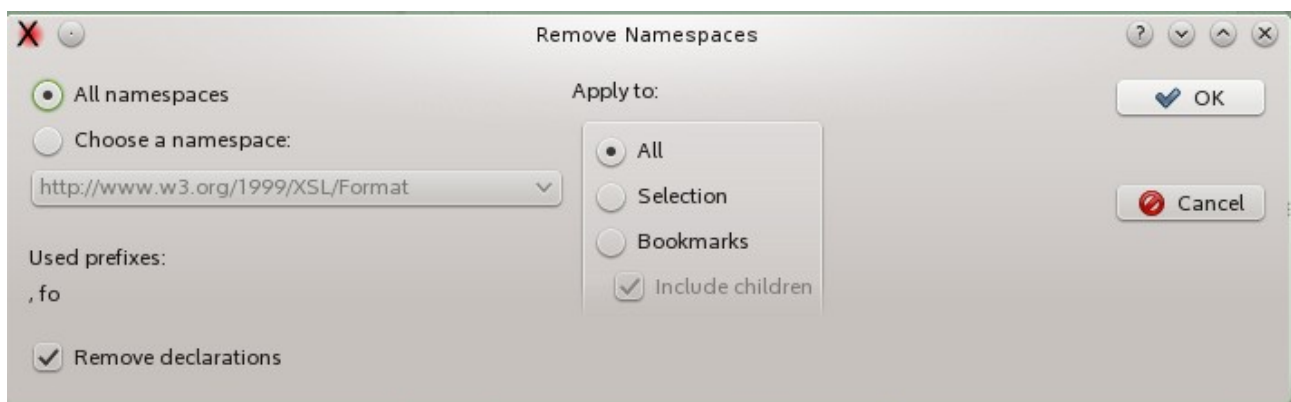 Remove Namespaces
All namespaces
Choose a namespace:
http://www.w3.org/1999/XSL/Format
Used prefixes:
, fo
Remove declarations
Apply to:
All
Selection
Bookmarks
Include children
OK
Cancel